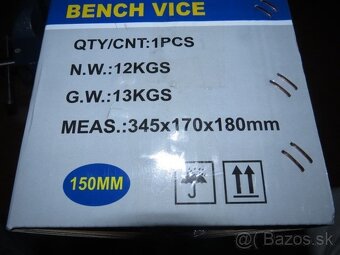 BENCH VICE
QTY/CNT:1PCS
N.W.:12KGS
G.W.:13KGS
MEAS.:345x170x180mm
150MM
Bazos.sk